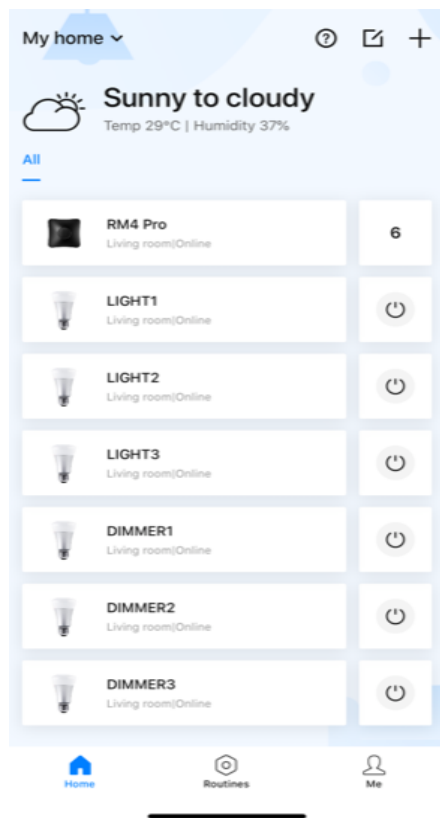 My home
Sunny to cloudy
Temp 29°C | Humidity 37%
All
RM4 Pro
Living room|Online
6
LIGHT1
Living room|Online
LIGHT2
Living room|Online
LIGHT3
Living room|Online
DIMMER1
Living room|Online
DIMMER2
Living room|Online
DIMMER3
Living room|Online
Home
Routines
Me